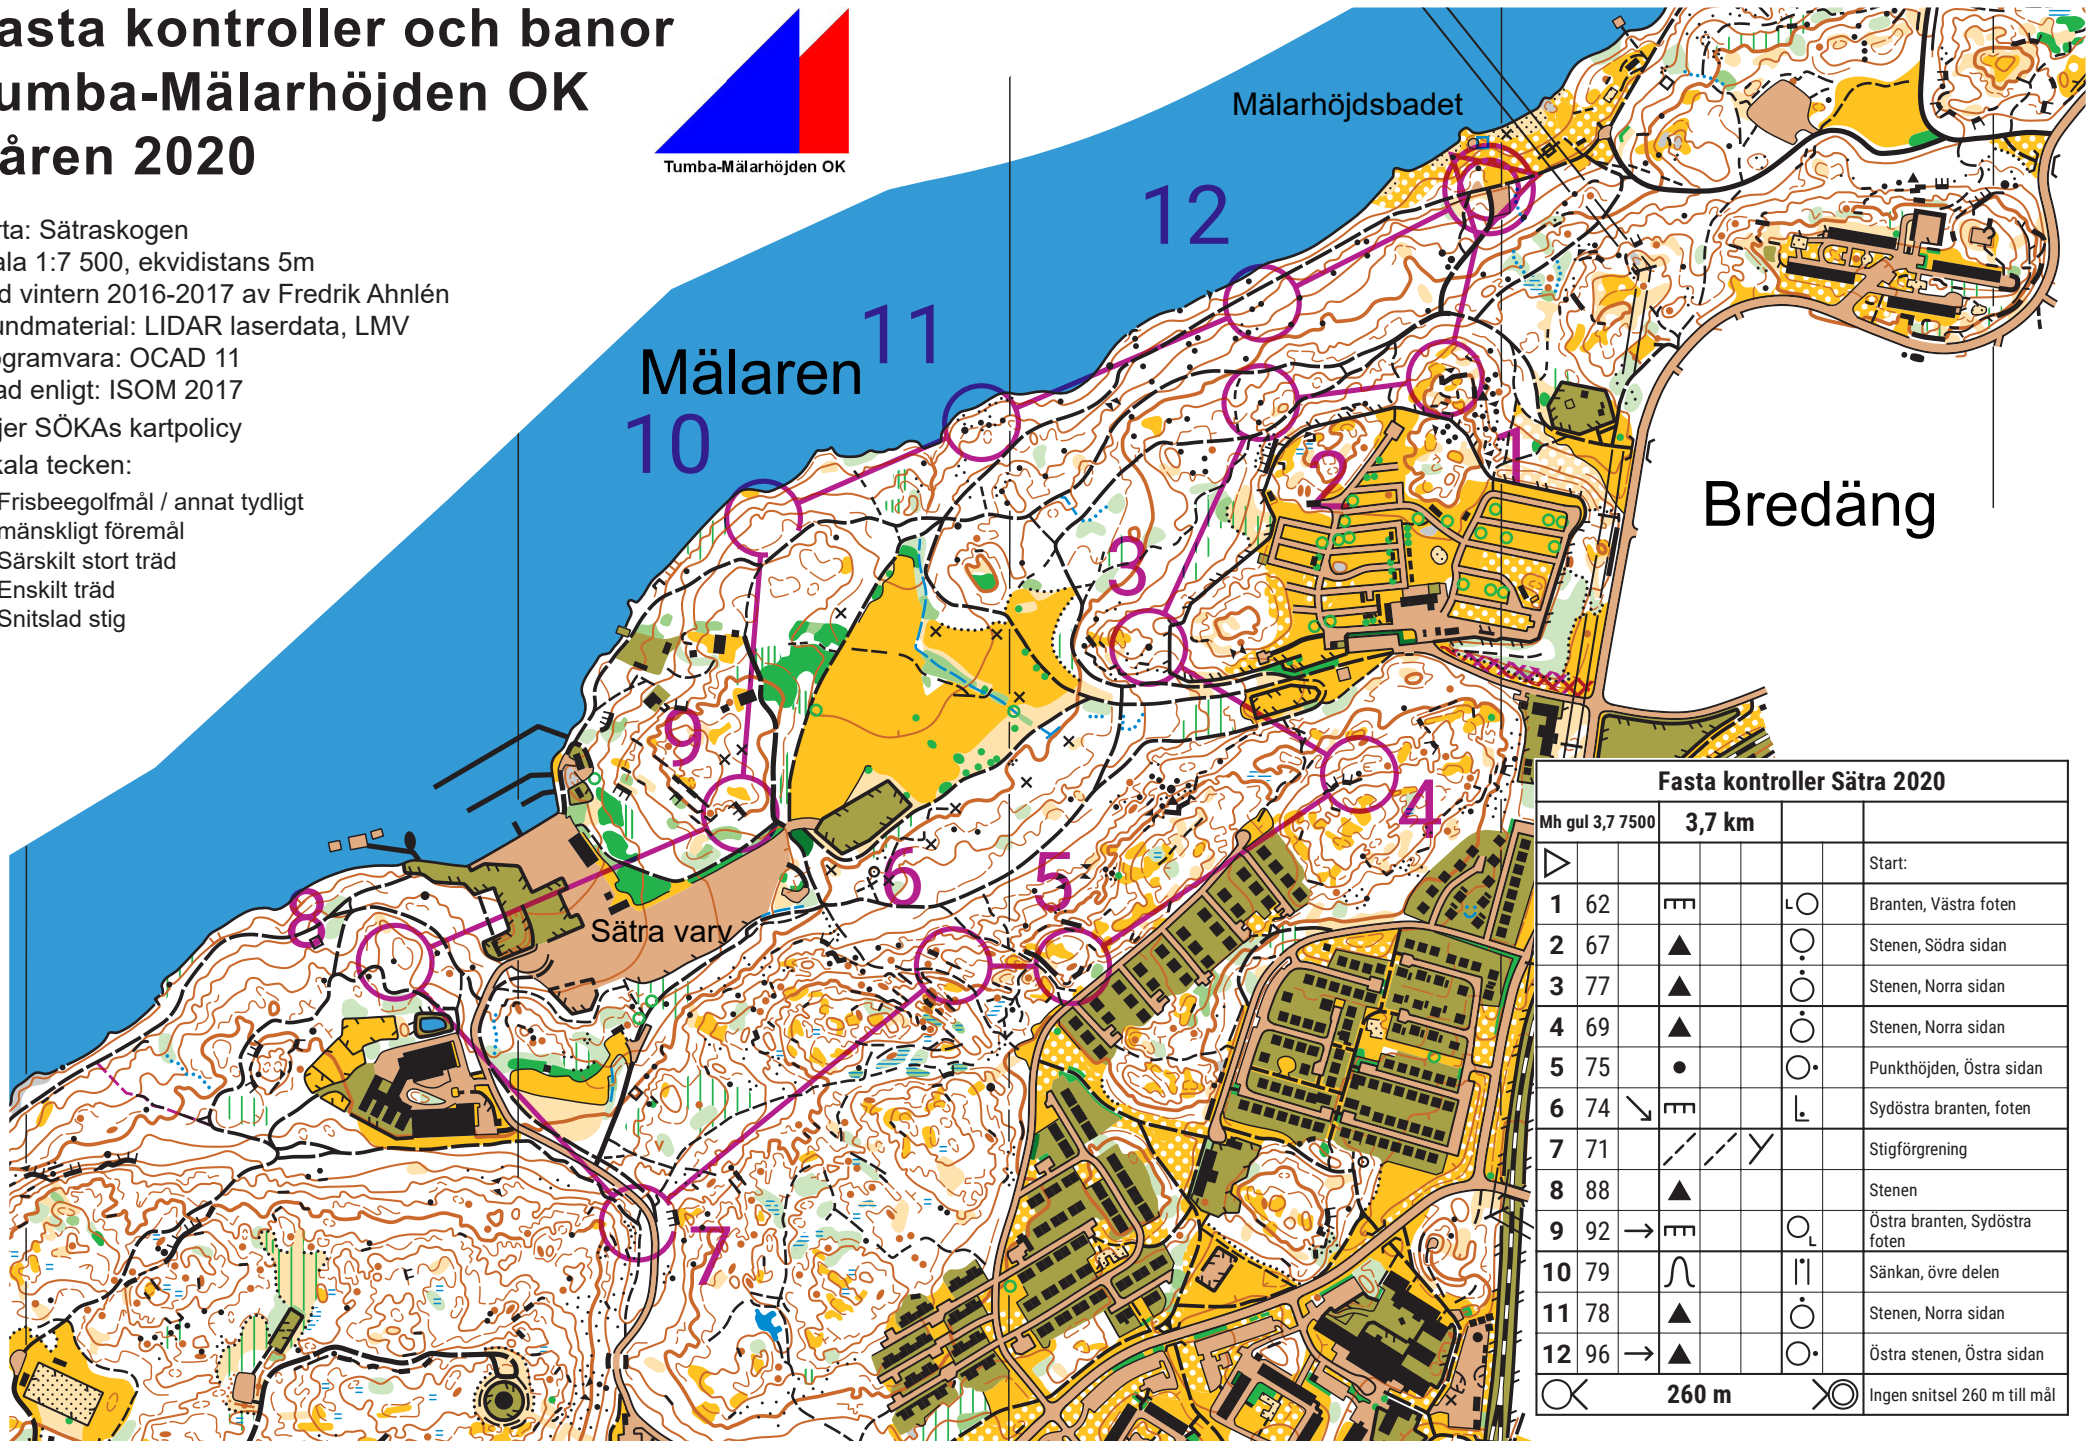 asta kontroller och banor
umba-Mälarhöjden OK
åren 2020
Tumba-Mälarhöjden OK
rta: Sätraskogen
ala 1:7 500, ekvidistans 5m
d vintern 2016-2017 av Fredrik Ahnlén
undmaterial: LIDAR laserdata, LMV
ogramvara: OCAD 11
ad enligt: ISOM 2017
jer SÖKAs kartpolicy
kala tecken:
Frisbeegolfmål / annat tydligt
mänskligt föremål
Särskilt stort träd
Enskilt träd
Snitslad stig
Mälarhöjdsbadet
12
11
Mälaren
10
1
2
Bredäng
3
9
4
6
5
8
Sätra varv
7
Fasta kontroller Sätra 2020
Mh gul 3,7 7500 3,7 km
Start:
1 62 Branten, Västra foten
2 67 Stenen, Södra sidan
3 77 Stenen, Norra sidan
4 69 Stenen, Norra sidan
5 75 Punkthöjden, Östra sidan
6 74 Sydöstra branten, foten
7 71 Stigförgrening
8 88 Stenen
9 92 Östra branten, Sydöstra
foten
10 79 Sänkan, övre delen
11 78 Stenen, Norra sidan
12 96 Östra stenen, Östra sidan
260 m Ingen snitsel 260 m till mål